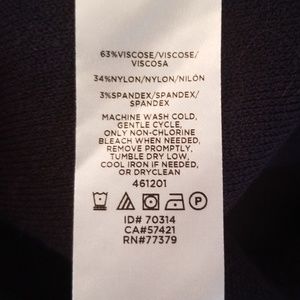 63%VISCOSE/VISCOSE/
VISCOSA
34%NYLON/NYLON/NILÓN
3%SPANDEX/SPANDEX/
SPANDEX
MACHINE WASH COLD,
GENTLE CYCLE,
ONLY NON-CHLORINE
BLEACH WHEN NEEDED,
REMOVE PROMPTLY,
TUMBLE DRY LOW,
COOL IRON IF NEEDED,
OR DRYCLEAN
461201
P
ID# 70314
CA#57421
RN#77379